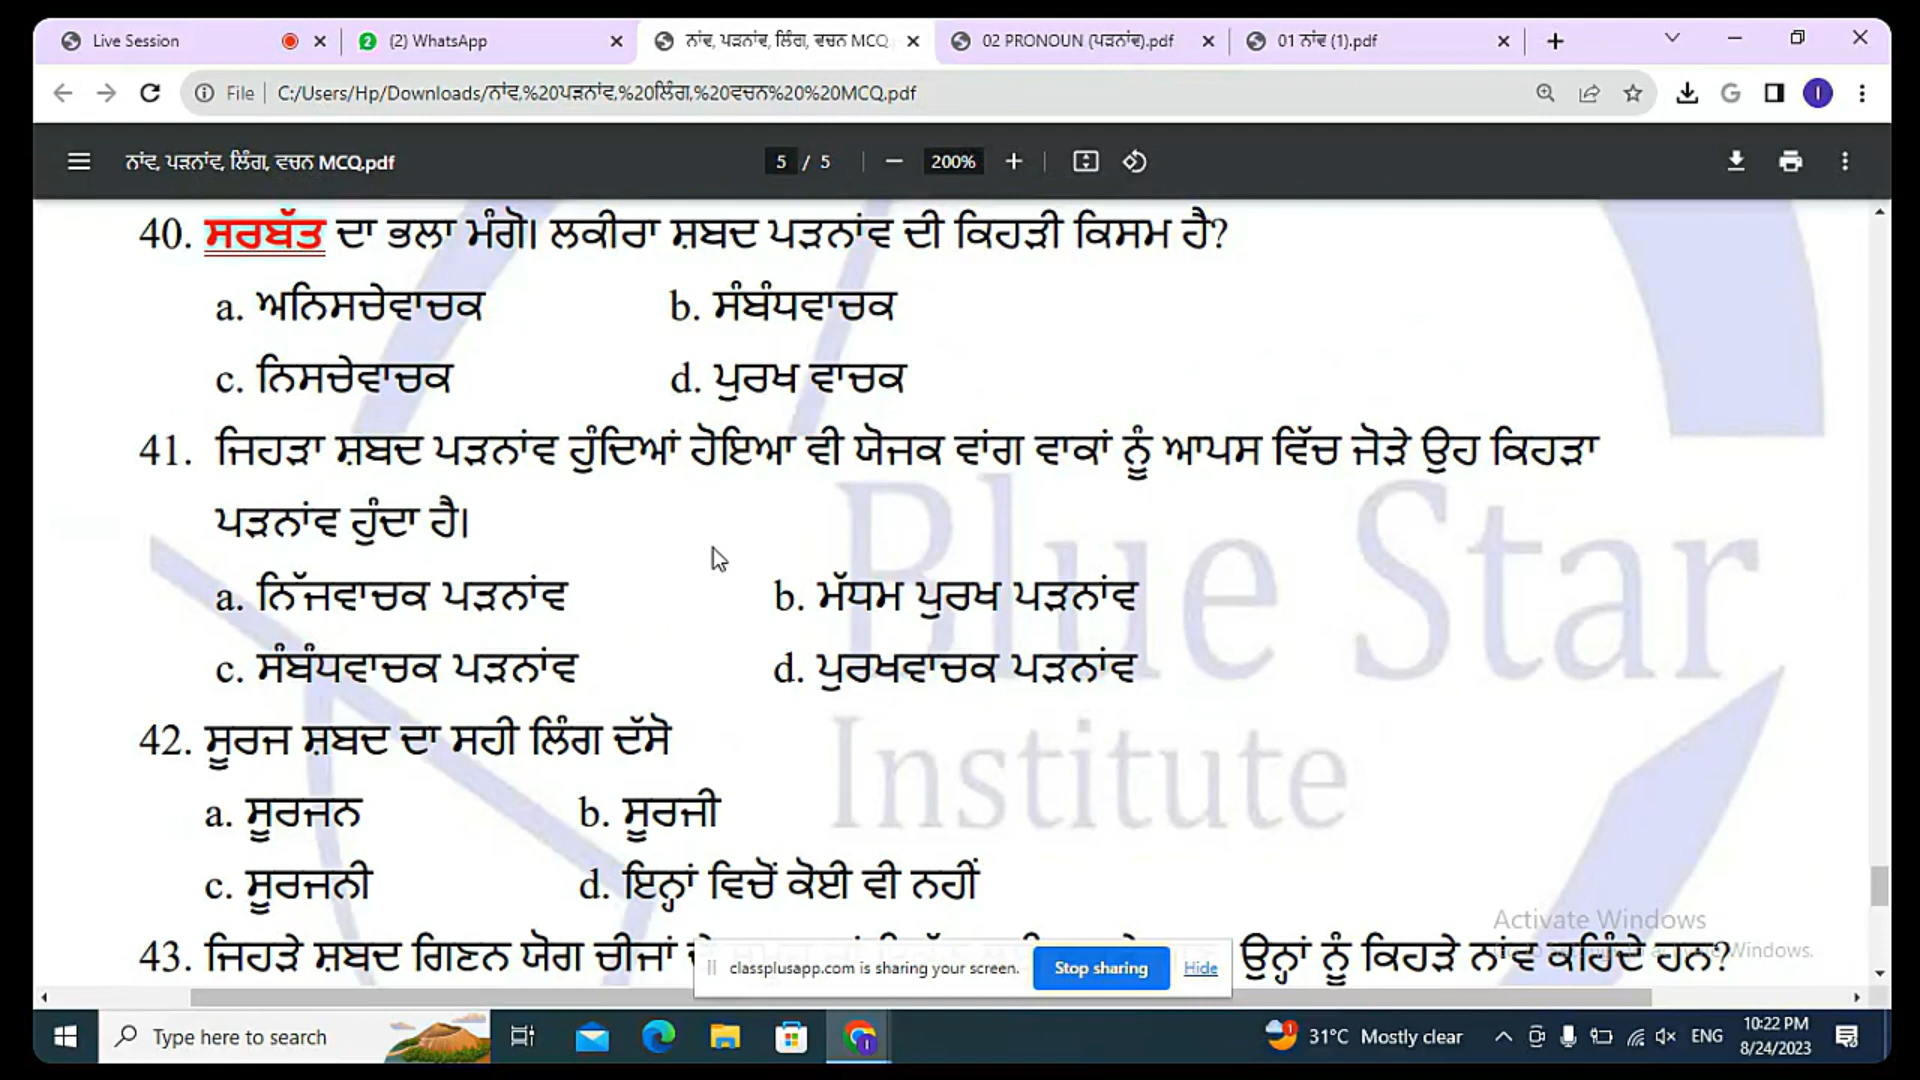 Live Session
(2) WhatsApp
ਨਾਂਵ, ਪੜਨਾਂਵ, ਲਿੰਗ, ਵਚਨ MCQ
02 PRONOUN (ਪੜਨਾਂਵ).pdf
01 ਨਾਂਵ (1).pdf
File
C:/Users/Hp/Downloads/ਨਾਂਵ,%20ਪੜਨਾਂਵ,%20ਲਿੰਗ,%20ਵਚਨ%20%20MCQ.pdf
ਨਾਂਵ, ਪੜਨਾਂਵ, ਲਿੰਗ, ਵਚਨ MCQ.pdf
5 / 5
200%
40. ਸਰਬੱਤ ਦਾ ਭਲਾ ਮੰਗੋ। ਲਕੀਰਾ ਸ਼ਬਦ ਪੜਨਾਂਵ ਦੀ ਕਿਹੜੀ ਕਿਸਮ ਹੈ?
a. ਅਨਿਸਚੇਵਾਚਕ b. ਸੰਬੰਧਵਾਚਕ
c. ਨਿਸਚੇਵਾਚਕ d. ਪੁਰਖ ਵਾਚਕ
41. ਜਿਹੜਾ ਸ਼ਬਦ ਪੜਨਾਂਵ ਹੁੰਦਿਆਂ ਹੋਇਆ ਵੀ ਯੋਜਕ ਵਾਂਗ ਵਾਕਾਂ ਨੂੰ ਆਪਸ ਵਿੱਚ ਜੋੜੇ ਉਹ ਕਿਹੜਾ
ਪੜਨਾਂਵ ਹੁੰਦਾ ਹੈ।
a. ਨਿੱਜਵਾਚਕ ਪੜਨਾਂਵ b. ਮੱਧਮ ਪੁਰਖ ਪੜਨਾਂਵ
c. ਸੰਬੰਧਵਾਚਕ ਪੜਨਾਂਵ d. ਪੁਰਖਵਾਚਕ ਪੜਨਾਂਵ
42. ਸੂਰਜ ਸ਼ਬਦ ਦਾ ਸਹੀ ਲਿੰਗ ਦੱਸੋ
a. ਸੂਰਜਨ b. ਸੂਰਜੀ
c. ਸੂਰਜਨੀ d. ਇਨ੍ਹਾਂ ਵਿਚੋਂ ਕੋਈ ਵੀ ਨਹੀਂ
43. ਜਿਹੜੇ ਸ਼ਬਦ ਗਿਣਨ ਯੋਗ ਚੀਜਾਂ ਉਨ੍ਹਾਂ ਨੂੰ ਕਿਹੜੇ ਨਾਂਵ ਕਹਿੰਦੇ ਹਨ?
Blue Star
Institute
Activate Windows
Windows.
classplusapp.com is sharing your screen.
Stop sharing
Hide
Type here to search
31°C Mostly clear
ENG
10:22 PM
8/24/2023